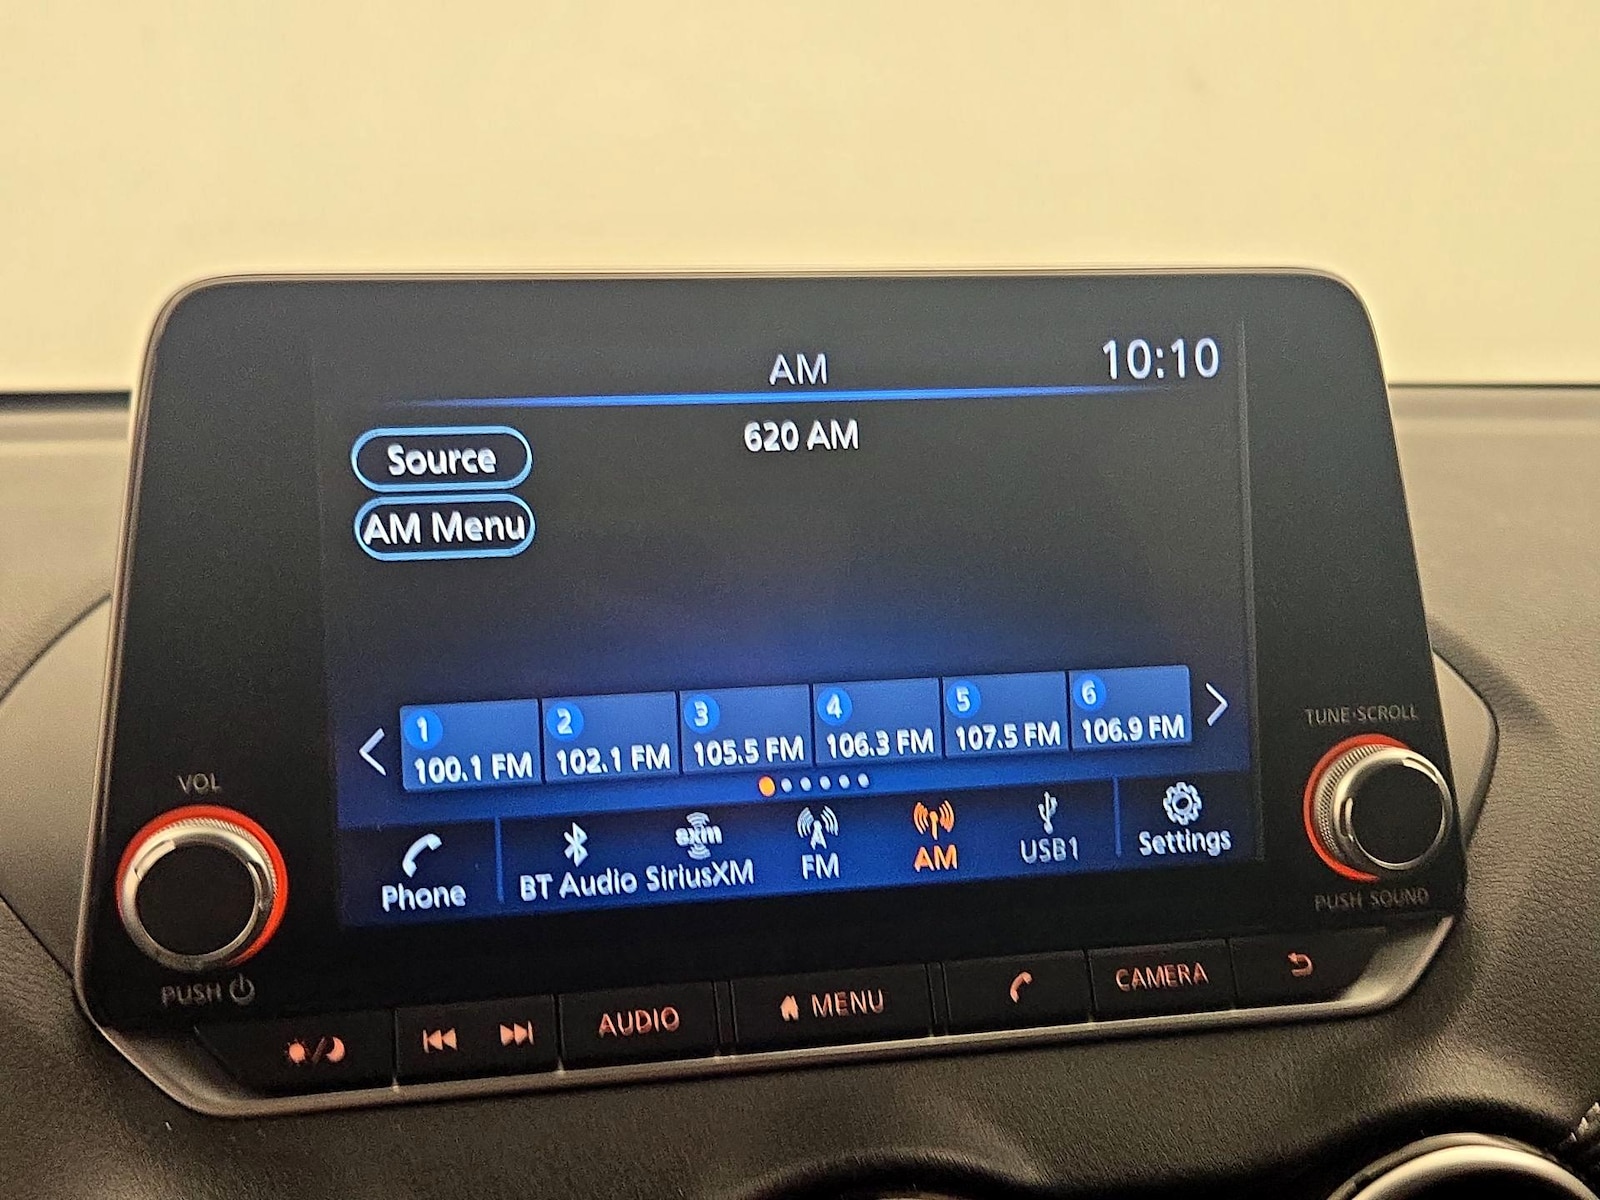 AM
10:10
620 AM
Source
AM Menu
1 2 3 4 5 6
100.1 FM 102.1 FM 105.5 FM 106.3 FM 107.5 FM 106.9 FM
TUNE·SCROLL
VOL
Phone
BT Audio
sxm
SiriusXM
FM
AM
USB1
Settings
PUSH SOUND
PUSH
AUDIO
MENU
CAMERA